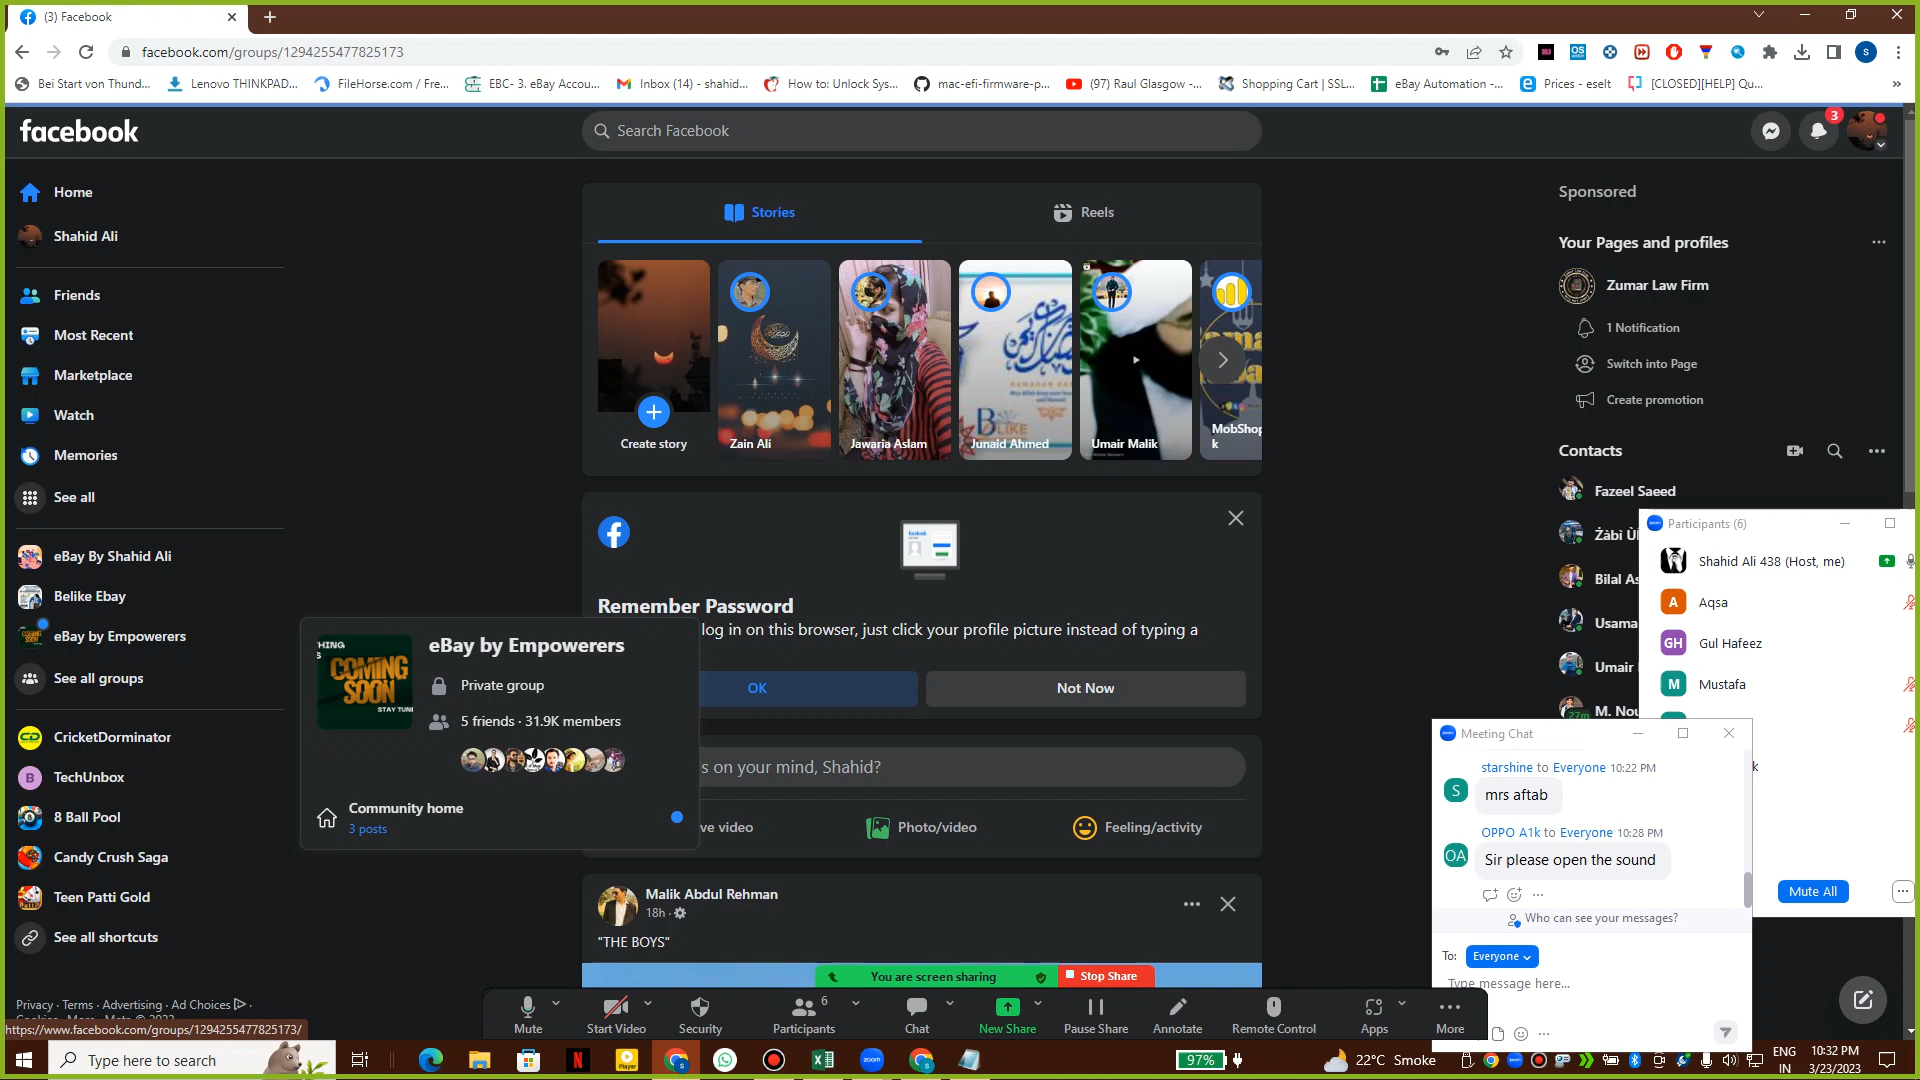 (3) Facebook
facebook.com/groups/1294255477825173
Bei Start von Thund...
Lenovo THINKPAD...
FileHorse.com / Fre...
EBC- 3. eBay Accou...
Inbox (14) - shahid...
How to: Unlock Sys...
mac-efi-firmware-p...
(97) Raul Glasgow -...
Shopping Cart | SSL...
eBay Automation -...
Prices - eselt
[CLOSED][HELP] Qu...
facebook
Search Facebook
3
Home
Shahid Ali
Friends
Most Recent
Marketplace
Watch
Memories
See all
eBay By Shahid Ali
Belike Ebay
eBay by Empowerers
See all groups
CricketDorminator
TechUnbox
8 Ball Pool
Candy Crush Saga
Teen Patti Gold
See all shortcuts
Privacy · Terms · Advertising · Ad Choices ·
https://www.facebook.com/groups/1294255477825173/
Stories
Reels
Create story
Zain Ali
Jawaria Aslam
Junaid Ahmed
Umair Malik
MobShop
k
Remember Password
log in on this browser, just click your profile picture instead of typing a
OK
Not Now
eBay by Empowerers
Private group
5 friends · 31.9K members
Community home
3 posts
COMING
SOON
s on your mind, Shahid?
ve video
Photo/video
Feeling/activity
Malik Abdul Rehman
18h ·
"THE BOYS"
You are screen sharing
Stop Share
Mute
Start Video
Security
6
Participants
Chat
New Share
Pause Share
Annotate
Remote Control
Apps
More
Sponsored
Your Pages and profiles
Zumar Law Firm
1 Notification
Switch into Page
Create promotion
Contacts
Fazeel Saeed
Bilal As
Usama
Umair
M. Nou
27m
Participants (6)
Shahid Ali 438 (Host, me)
A Aqsa
GH Gul Hafeez
M Mustafa
Mute All
Meeting Chat
starshine to Everyone 10:22 PM
S mrs aftab
OPPO A1k to Everyone 10:28 PM
OA Sir please open the sound
Who can see your messages?
To: Everyone
Type message here...
Type here to search
97%
22°C Smoke
ENG
IN
10:32 PM
3/23/2023